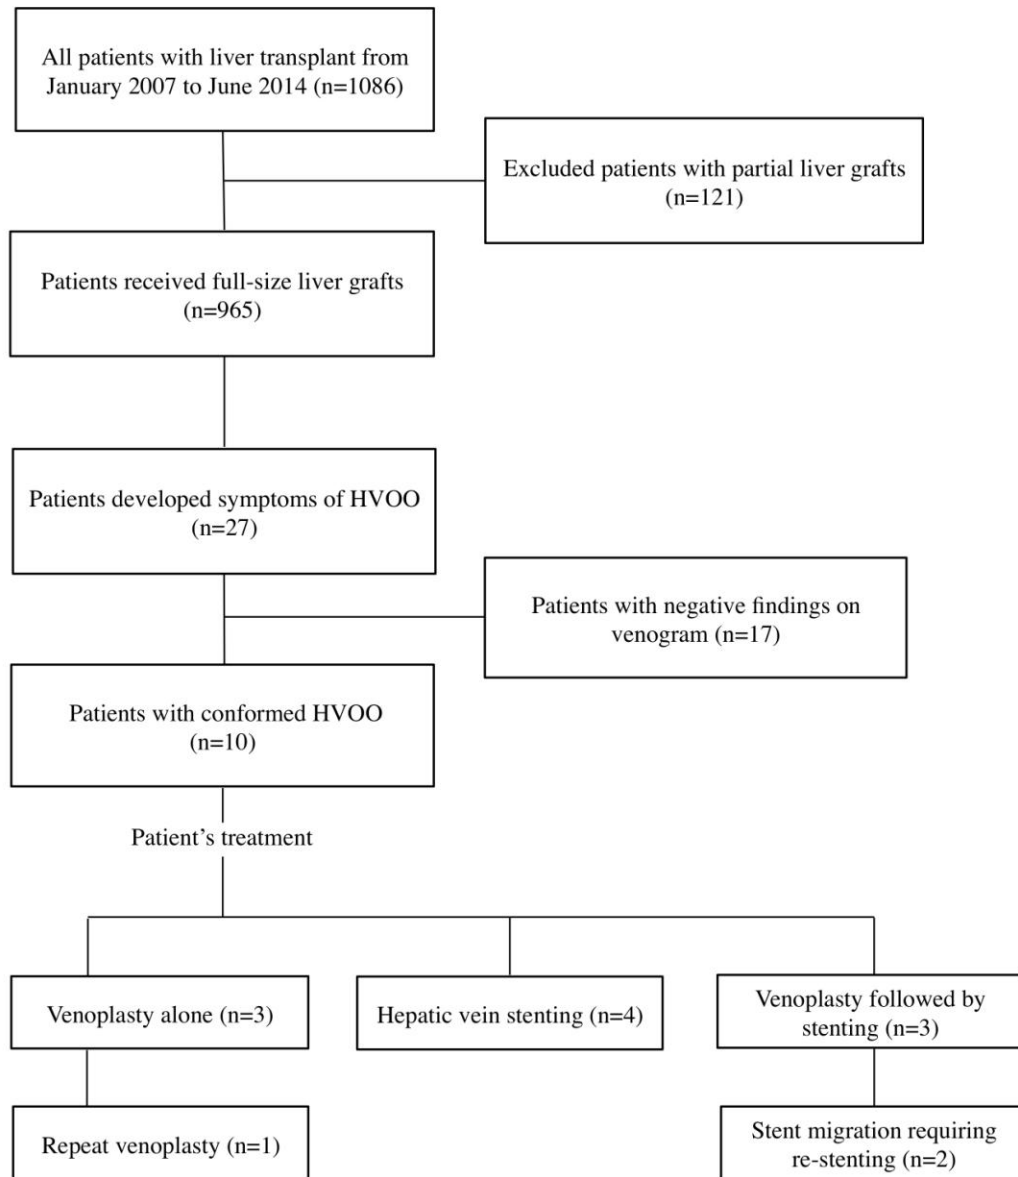 All patients with liver transplant from
January 2007 to June 2014 (n=1086)
Excluded patients with partial liver grafts
(n=121)
Patients received full-size liver grafts
(n=965)
Patients developed symptoms of HVOO
(n=27)
Patients with negative findings on
venogram (n=17)
Patients with conformed HVOO
(n=10)
Patient’s treatment
Venoplasty alone (n=3)
Hepatic vein stenting (n=4)
Venoplasty followed by
stenting (n=3)
Repeat venoplasty (n=1)
Stent migration requiring
re-stenting (n=2)